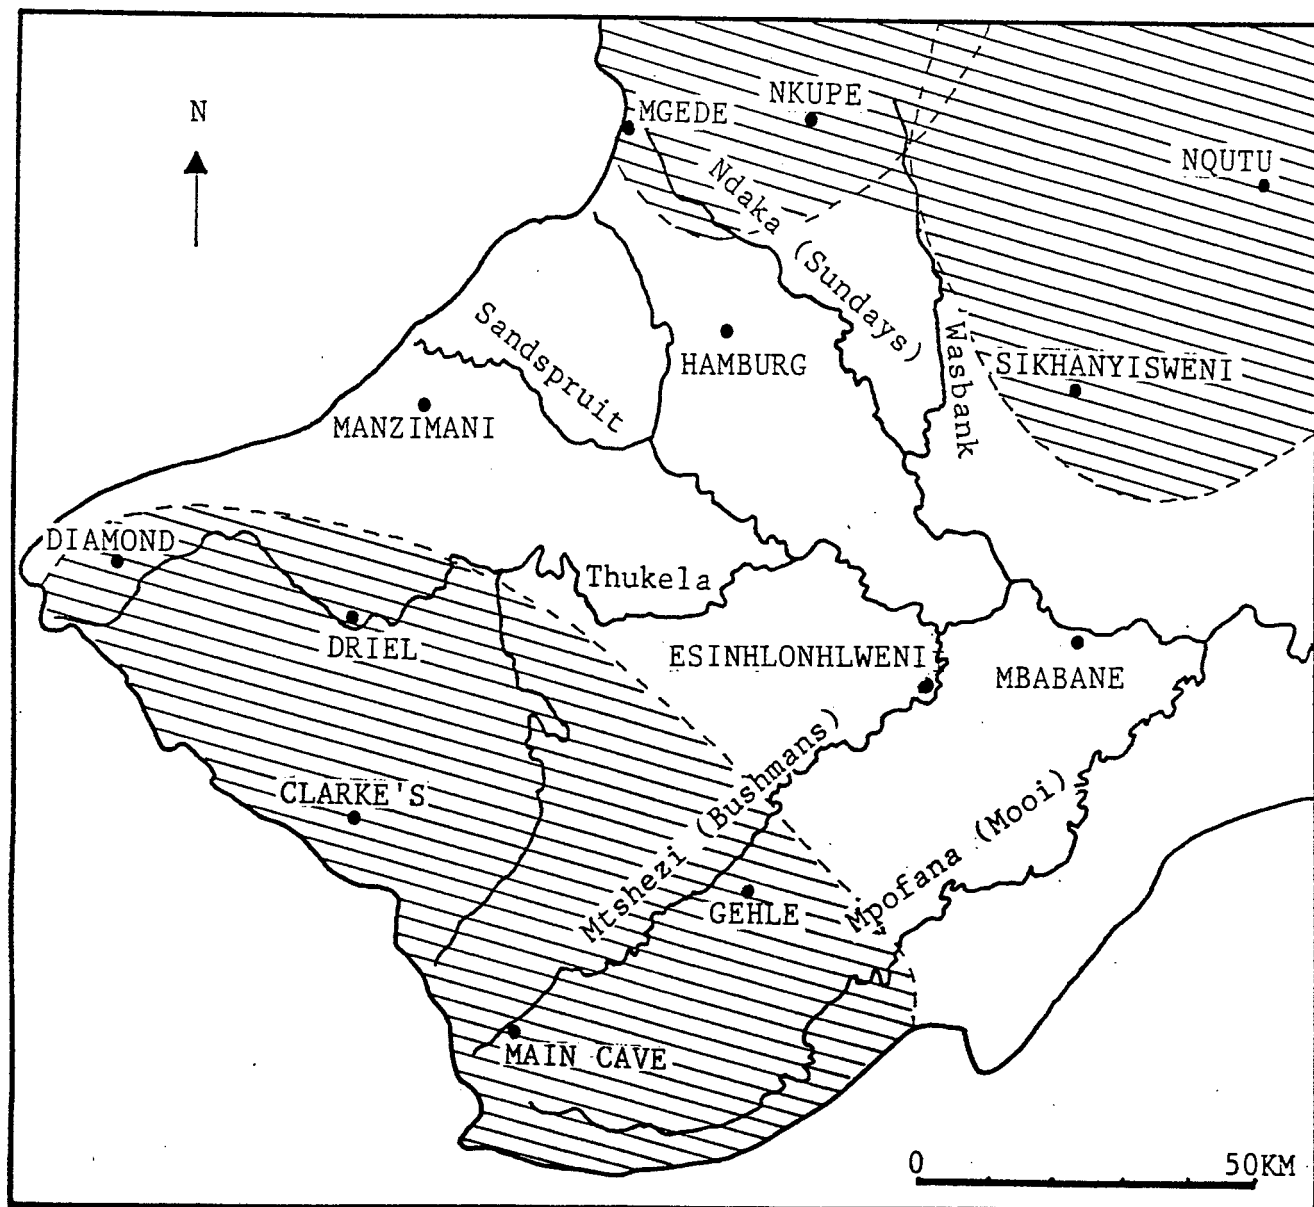 N
MGEDE
NKUPE
NQUTU
Ndaka (Sundays)
Sandspruit
HAMBURG
Wasbank
SIKHANYISWENI
MANZIMANI
DIAMOND
Thukela
DRIEL
ESINHLONHLWENI
MBABANE
CLARKE'S
Mtshezi (Bushmans)
Mpofana (Mooi)
GEHLE
MAIN CAVE
0 50KM